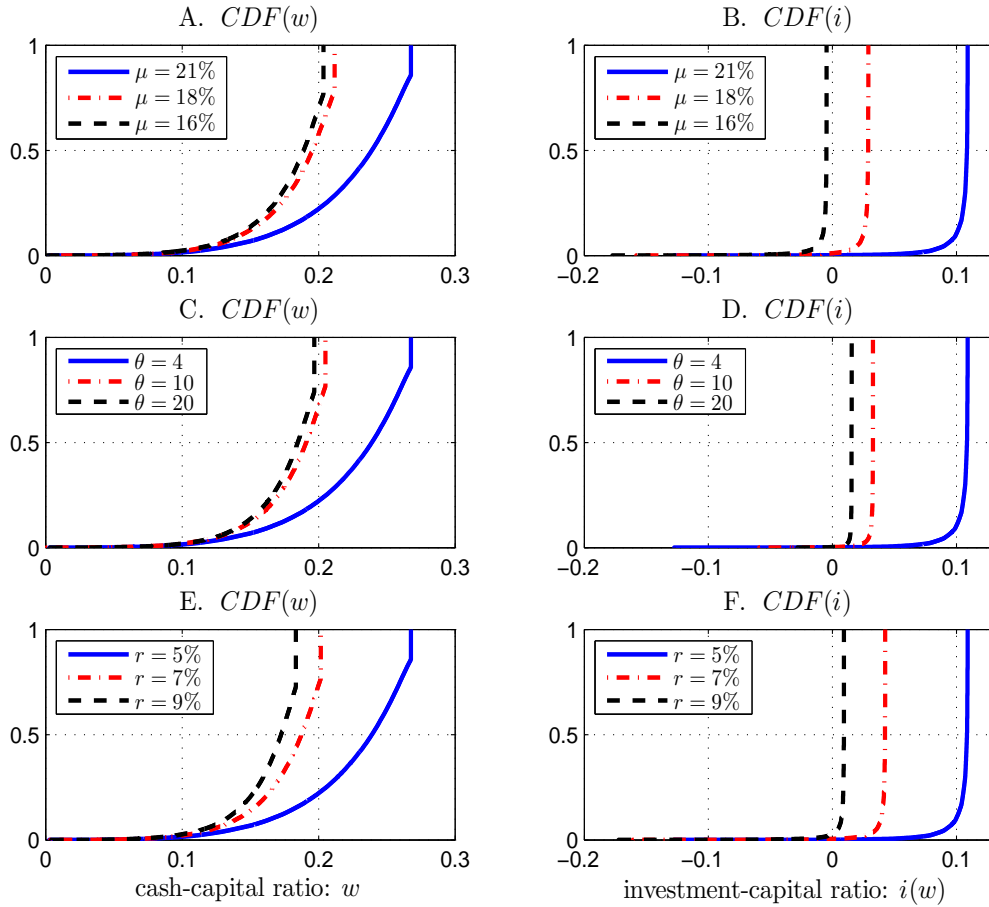 A. CDF(w)
1
0.5
0
μ = 21%
μ = 18%
μ = 16%
0 0.1 0.2 0.3
B. CDF(i)
1
0.5
0
μ = 21%
μ = 18%
μ = 16%
−0.2 −0.1 0 0.1
C. CDF(w)
1
0.5
0
θ = 4
θ = 10
θ = 20
0 0.1 0.2 0.3
D. CDF(i)
1
0.5
0
θ = 4
θ = 10
θ = 20
−0.2 −0.1 0 0.1
E. CDF(w)
1
0.5
0
r = 5%
r = 7%
r = 9%
0 0.1 0.2 0.3
cash-capital ratio: w
F. CDF(i)
1
0.5
0
r = 5%
r = 7%
r = 9%
−0.2 −0.1 0 0.1
investment-capital ratio: i(w)